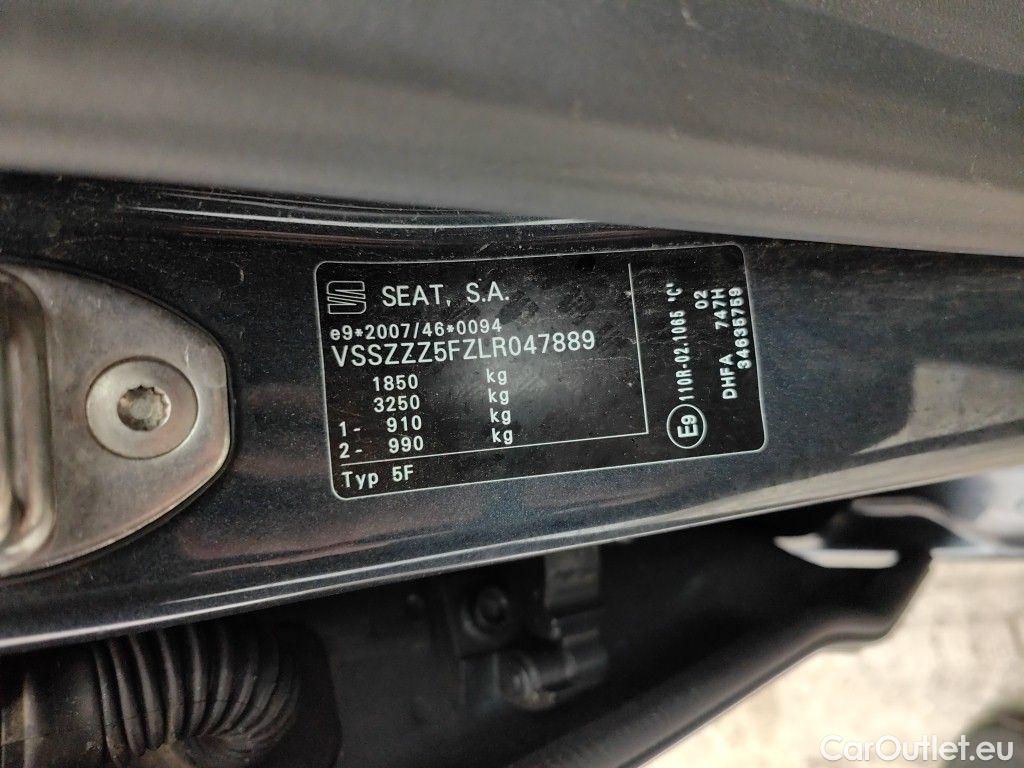 SEAT, S.A.
e9*2007/46*0094
VSSZZZ5FZLR047889
1850 kg
3250 kg
1- 910 kg
2- 990 kg
Typ 5F
E9 110R-02.1065 'C'
02
DHFA 747H
34635759
CarOutlet.eu